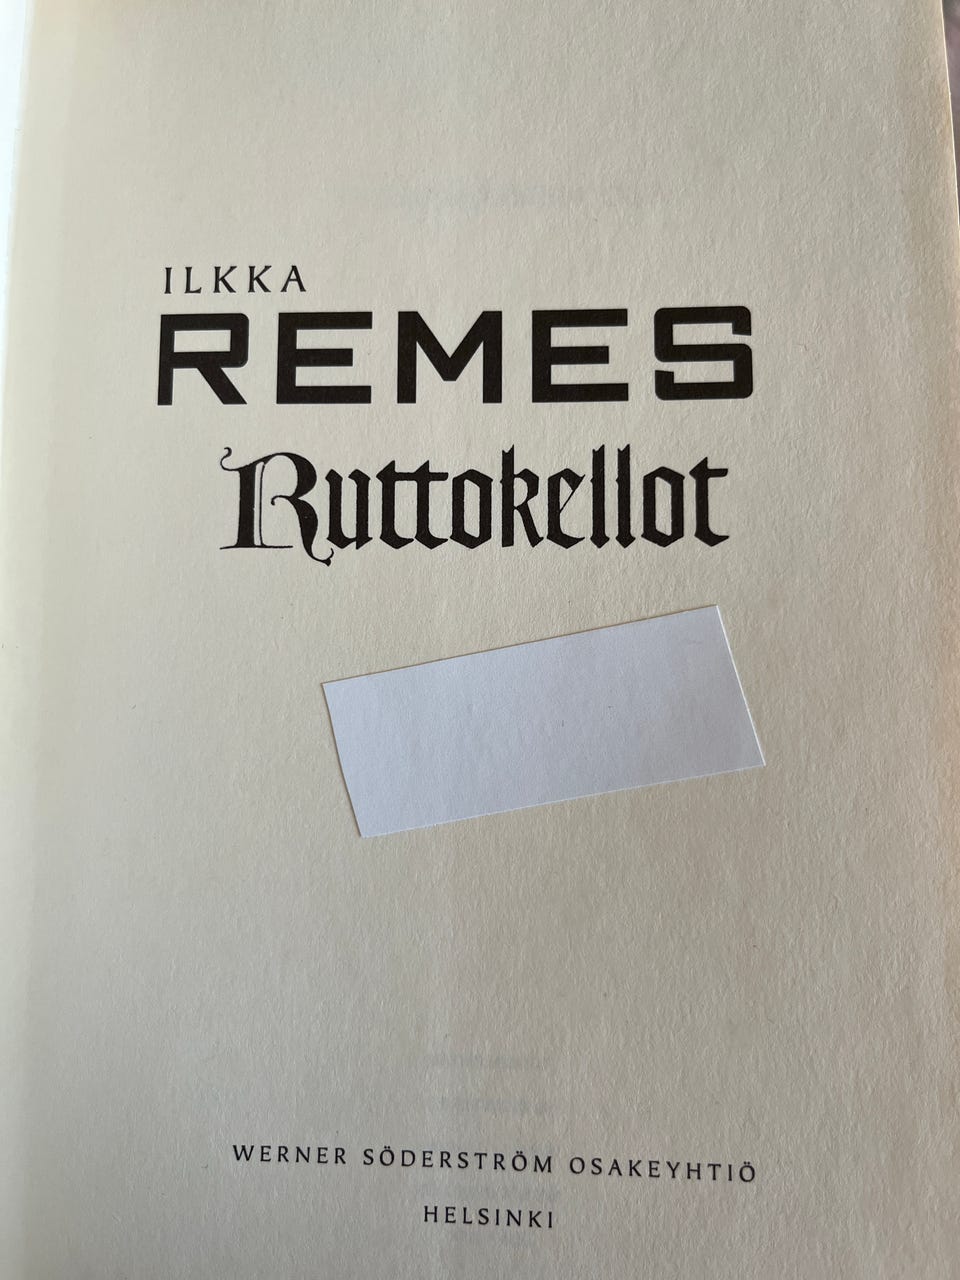 ILKKA
REMES
Ruttokellot
WERNER SÖDERSTRÖM OSAKEYHTIÖ
HELSINKI